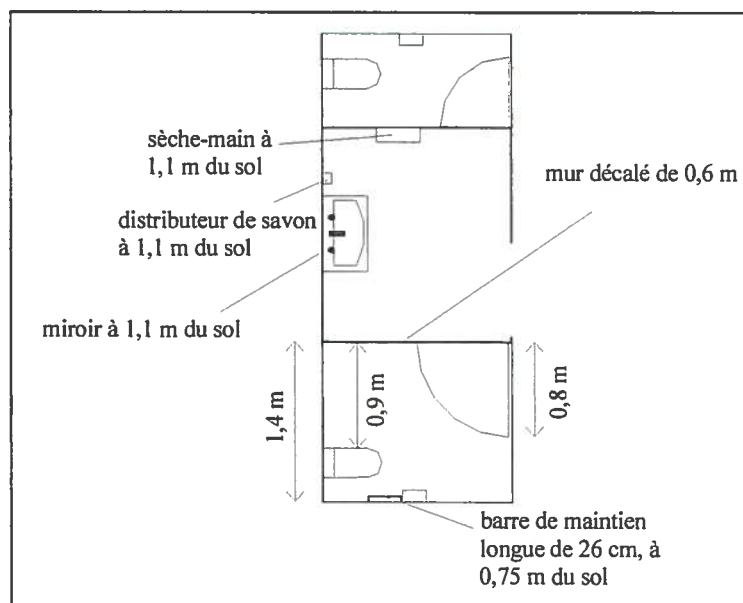 sèche-main à
1,1 m du sol
mur décalé de 0,6 m
distributeur de savon
à 1,1 m du sol
miroir à 1,1 m du sol
1,4 m
0,9 m
0,8 m
barre de maintien
longue de 26 cm, à
0,75 m du sol